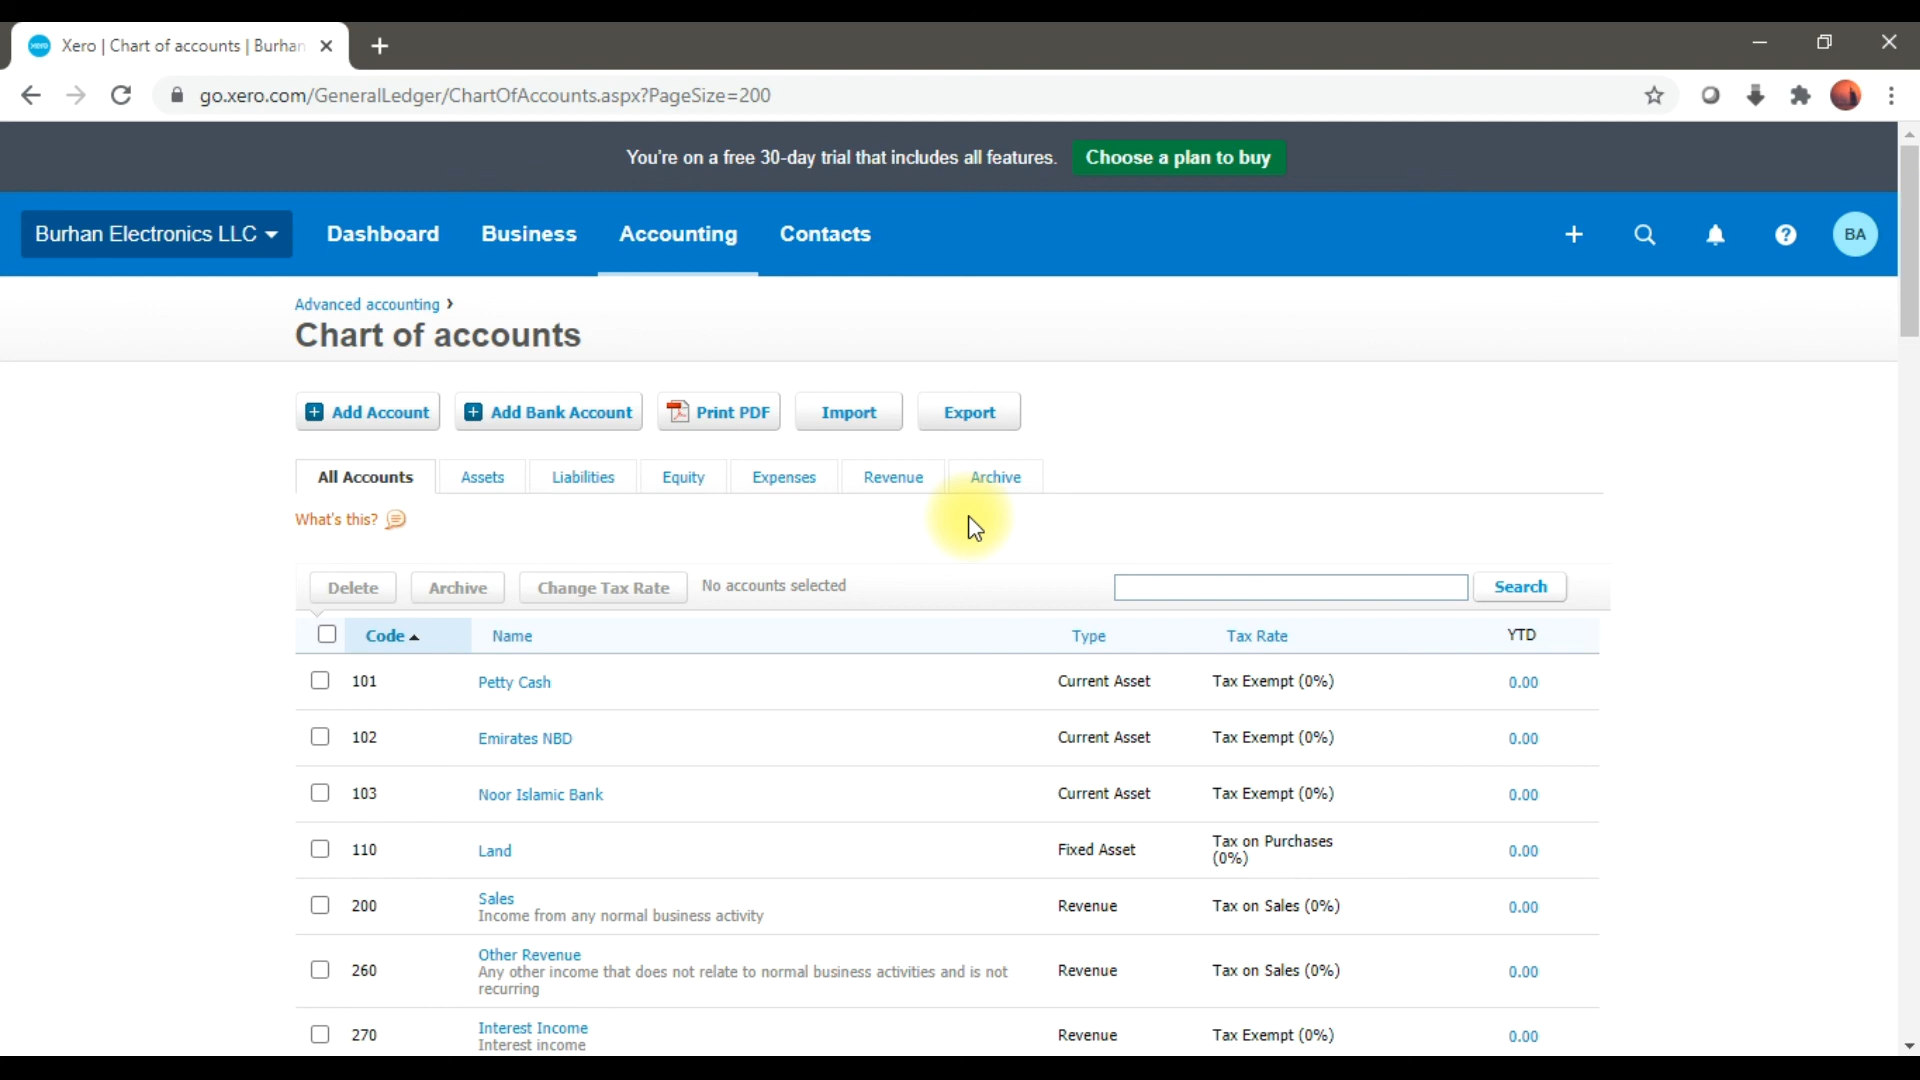 xero Xero | Chart of accounts | Burhan
go.xero.com/GeneralLedger/ChartOfAccounts.aspx?PageSize=200
You're on a free 30-day trial that includes all features. Choose a plan to buy
Burhan Electronics LLC Dashboard Business Accounting Contacts + ? BA
Advanced accounting ›
Chart of accounts
Add Account Add Bank Account Print PDF Import Export
All Accounts Assets Liabilities Equity Expenses Revenue Archive
What's this?
Delete Archive Change Tax Rate No accounts selected Search
Code Name Type Tax Rate YTD
101 Petty Cash Current Asset Tax Exempt (0%) 0.00
102 Emirates NBD Current Asset Tax Exempt (0%) 0.00
103 Noor Islamic Bank Current Asset Tax Exempt (0%) 0.00
110 Land Fixed Asset Tax on Purchases (0%) 0.00
200 Sales Revenue Tax on Sales (0%) 0.00
Income from any normal business activity
260 Other Revenue Revenue Tax on Sales (0%) 0.00
Any other income that does not relate to normal business activities and is not
recurring
270 Interest Income Revenue Tax Exempt (0%) 0.00
Interest income